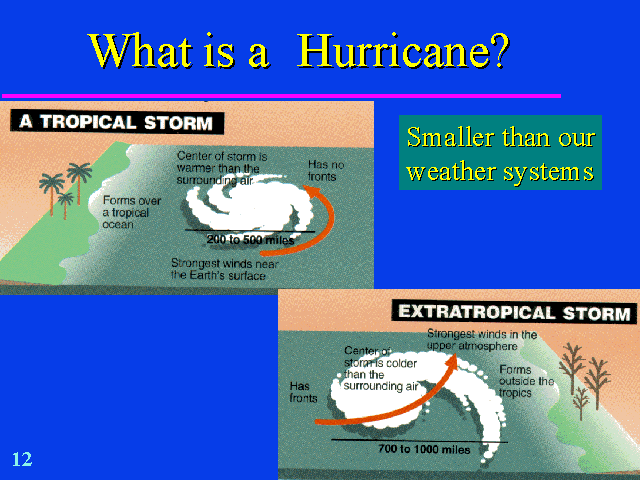 What is a Hurricane?
A TROPICAL STORM
Center of storm is
warmer than the
surrounding air
Has no
fronts
Forms over
a tropical
ocean
200 to 500 miles
Strongest winds near
the Earth's surface
Smaller than our
weather systems
EXTRATROPICAL STORM
Strongest winds in the
upper atmosphere
Center of
storm is colder
than the
surrounding air
Forms
outside the
tropics
Has
fronts
700 to 1000 miles
12